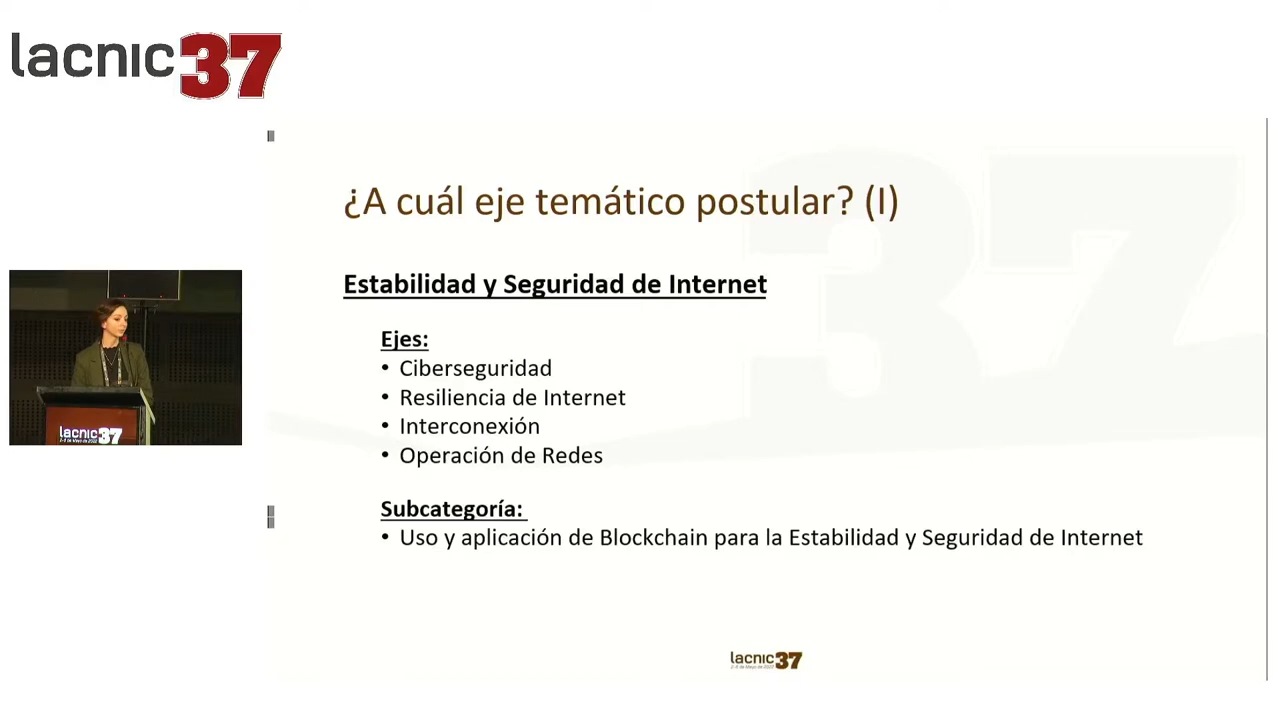 lacnic37
¿A cuál eje temático postular? (I)
Estabilidad y Seguridad de Internet
Ejes:
• Ciberseguridad
• Resiliencia de Internet
• Interconexión
• Operación de Redes
Subcategoría:
• Uso y aplicación de Blockchain para la Estabilidad y Seguridad de Internet
lacnic37
lacnic37